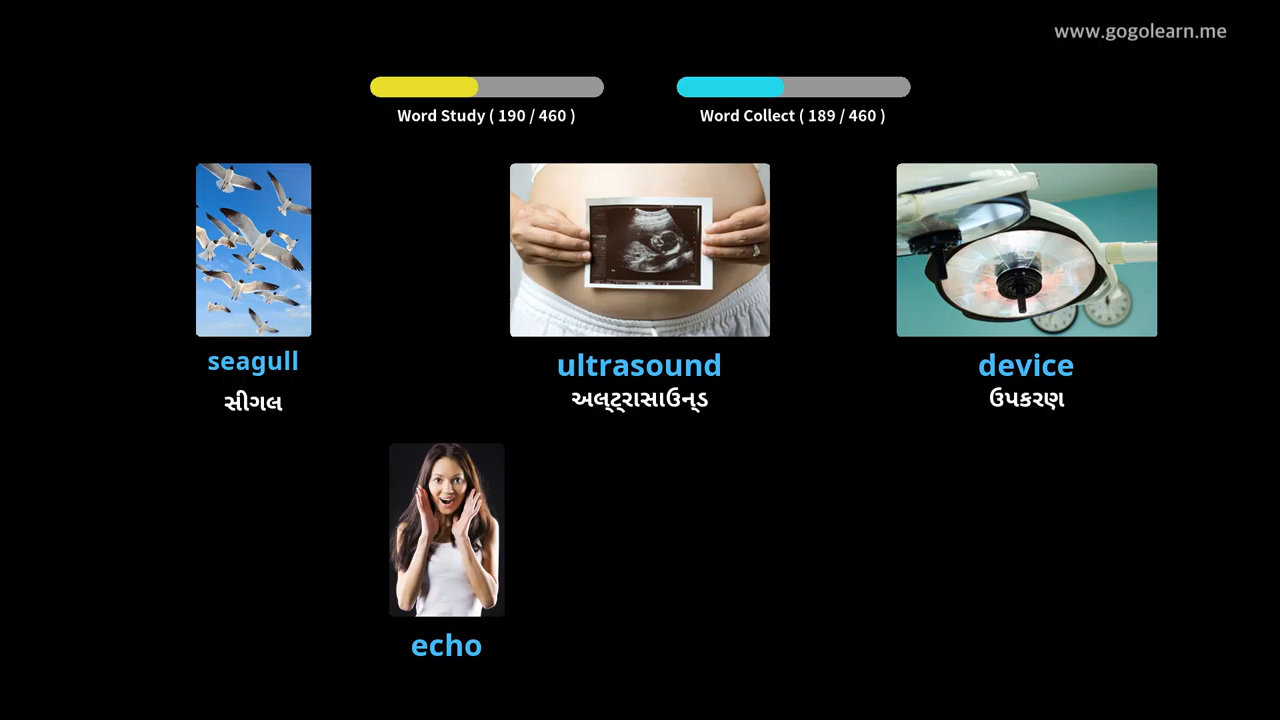 www.gogolearn.me
Word Study ( 190 / 460 )
Word Collect ( 189 / 460 )
seagull
સીગલ
ultrasound
અલ્ટ્રાસાઉન્ડ
device
ઉપકરણ
echo